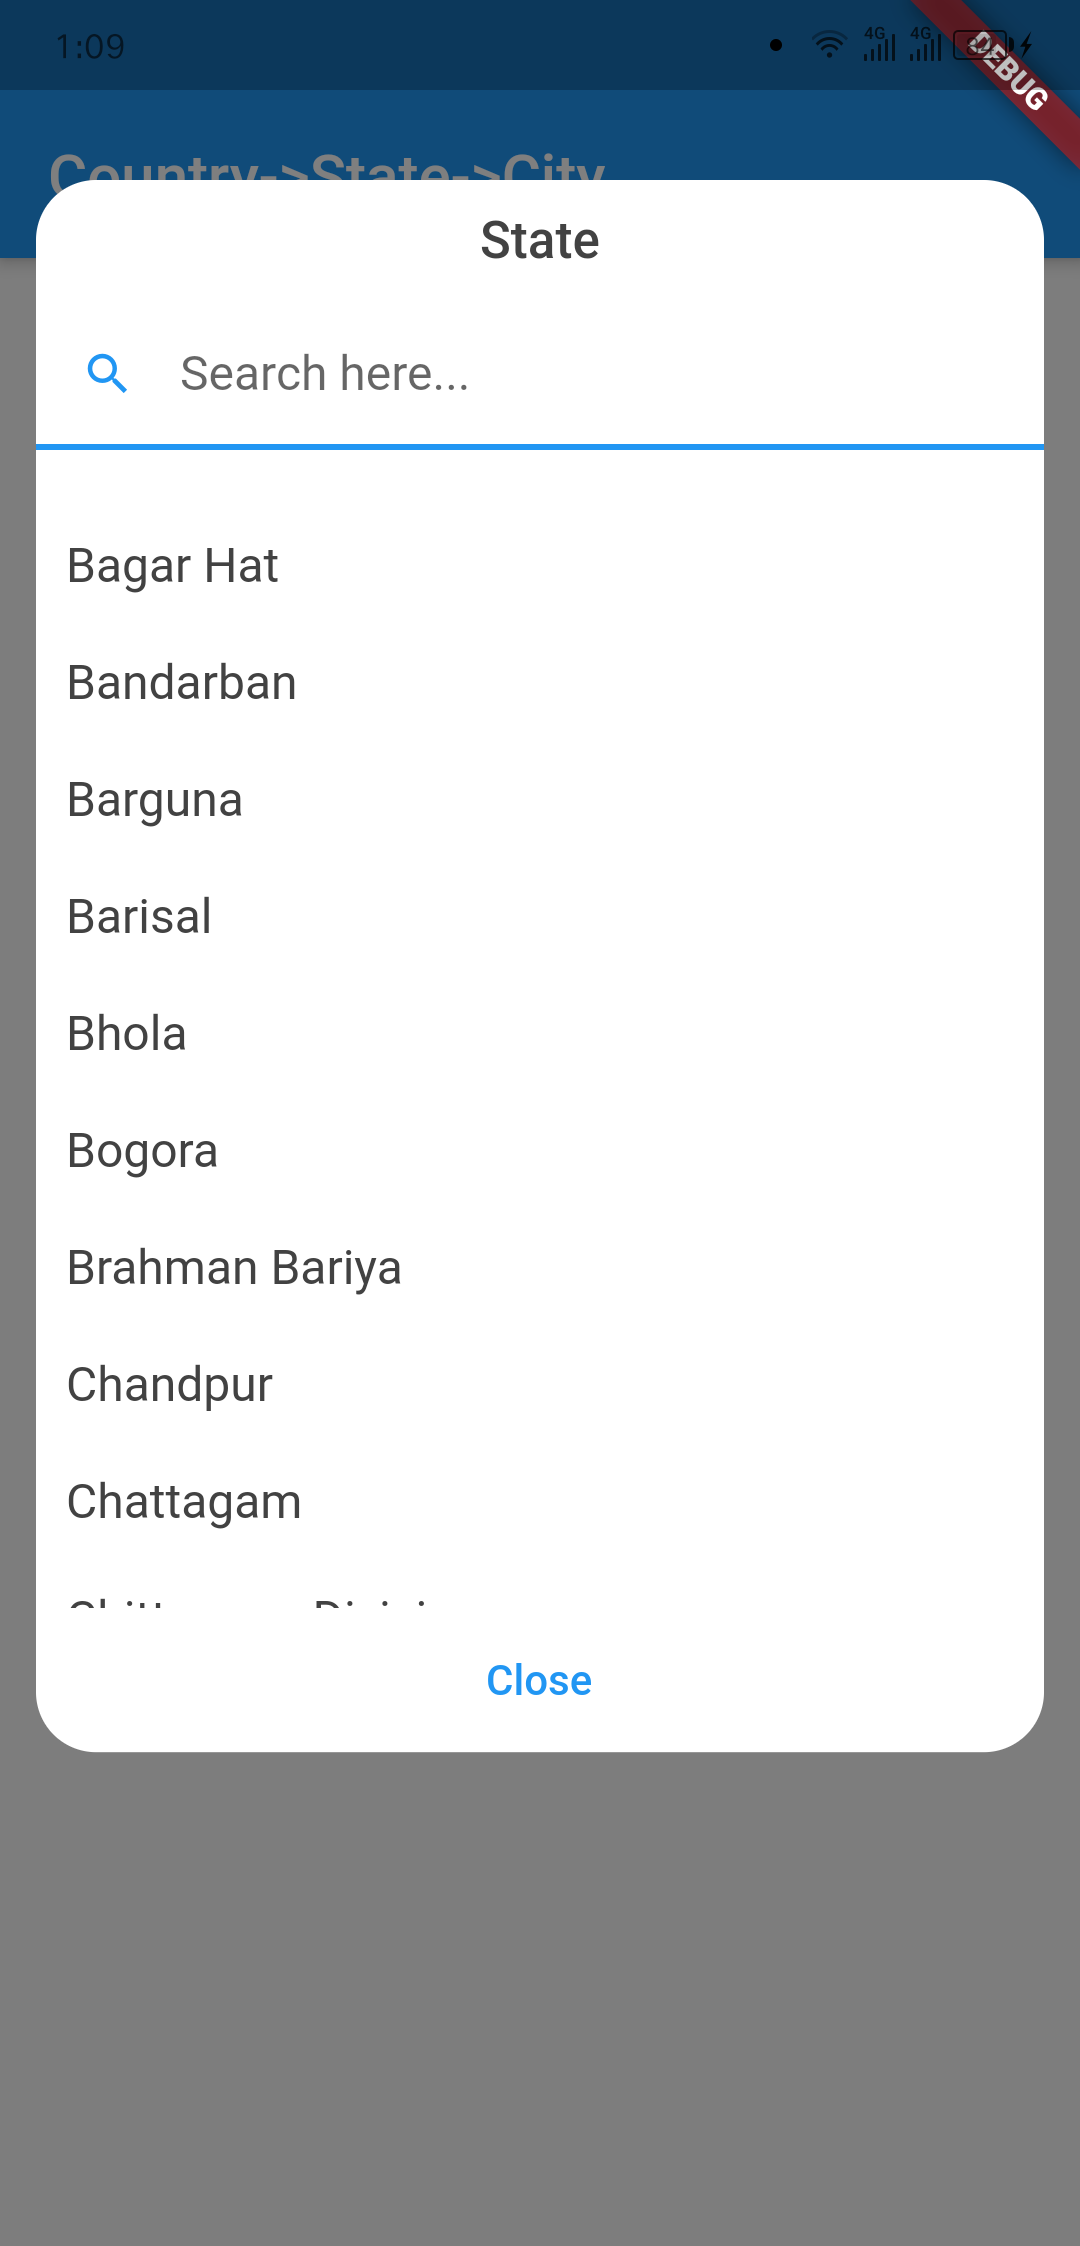 1:09
4G 4G
DEBUG
Country->State->City
State
Search here...
Bagar Hat
Bandarban
Barguna
Barisal
Bhola
Bogora
Brahman Bariya
Chandpur
Chattagam
Close